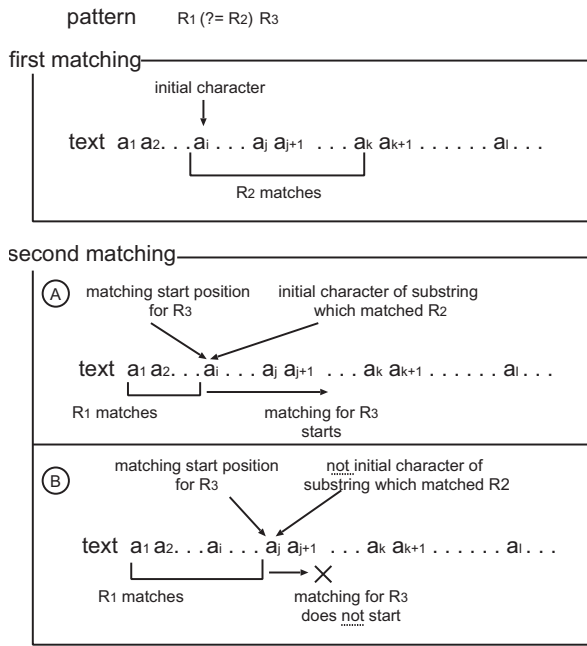 pattern R1 (?= R2) R3
first matching
initial character
text a1 a2. . . ai . . . aj aj+1 . . . ak ak+1 . . . . . . al . . .
R2 matches
second matching
A
matching start position
for R3
initial character of substring
which matched R2
text a1 a2. . . ai . . . aj aj+1 . . . ak ak+1 . . . . . . al . . .
R1 matches
matching for R3
starts
B
matching start position
for R3
not initial character of
substring which matched R2
text a1 a2. . . ai . . . aj aj+1 . . . ak ak+1 . . . . . . al . . .
R1 matches
matching for R3
does not start